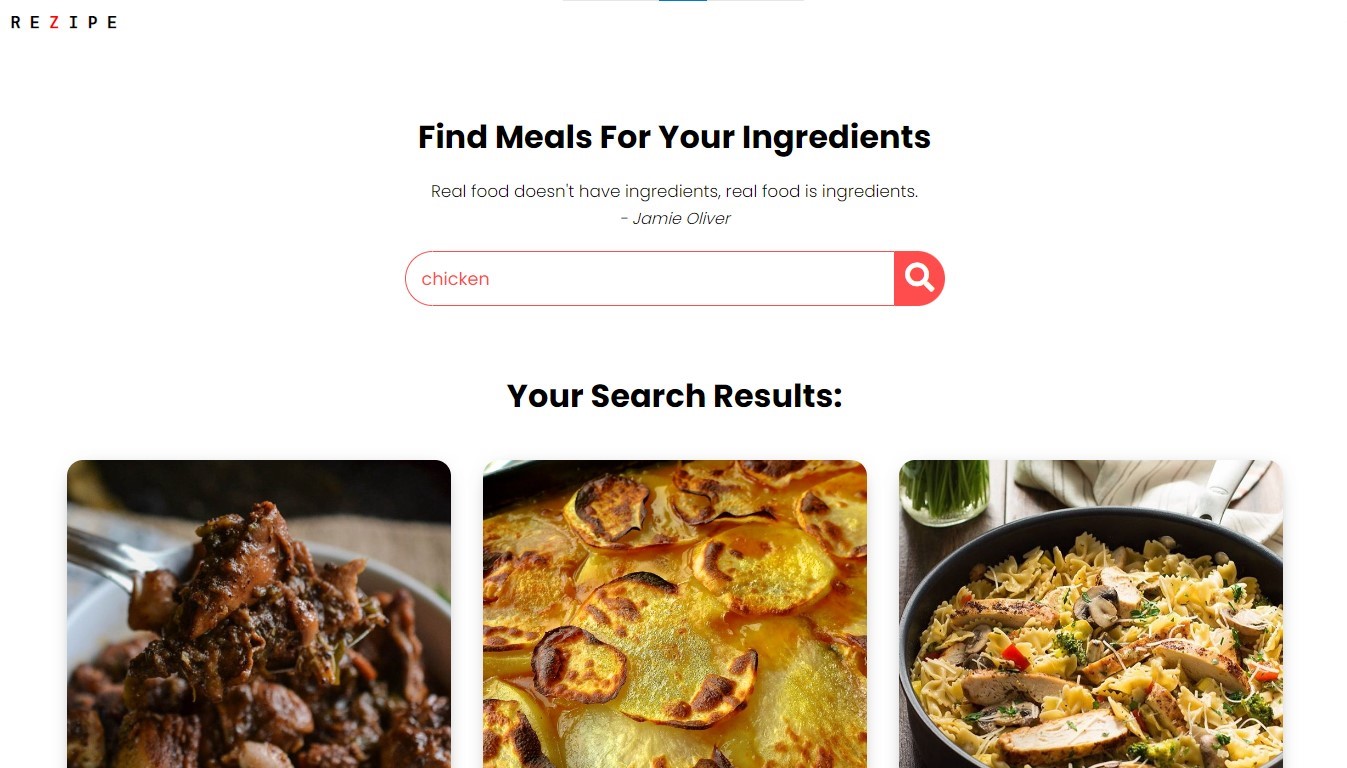 REZIPE
Find Meals For Your Ingredients
Real food doesn't have ingredients, real food is ingredients.
- Jamie Oliver
chicken
Your Search Results: